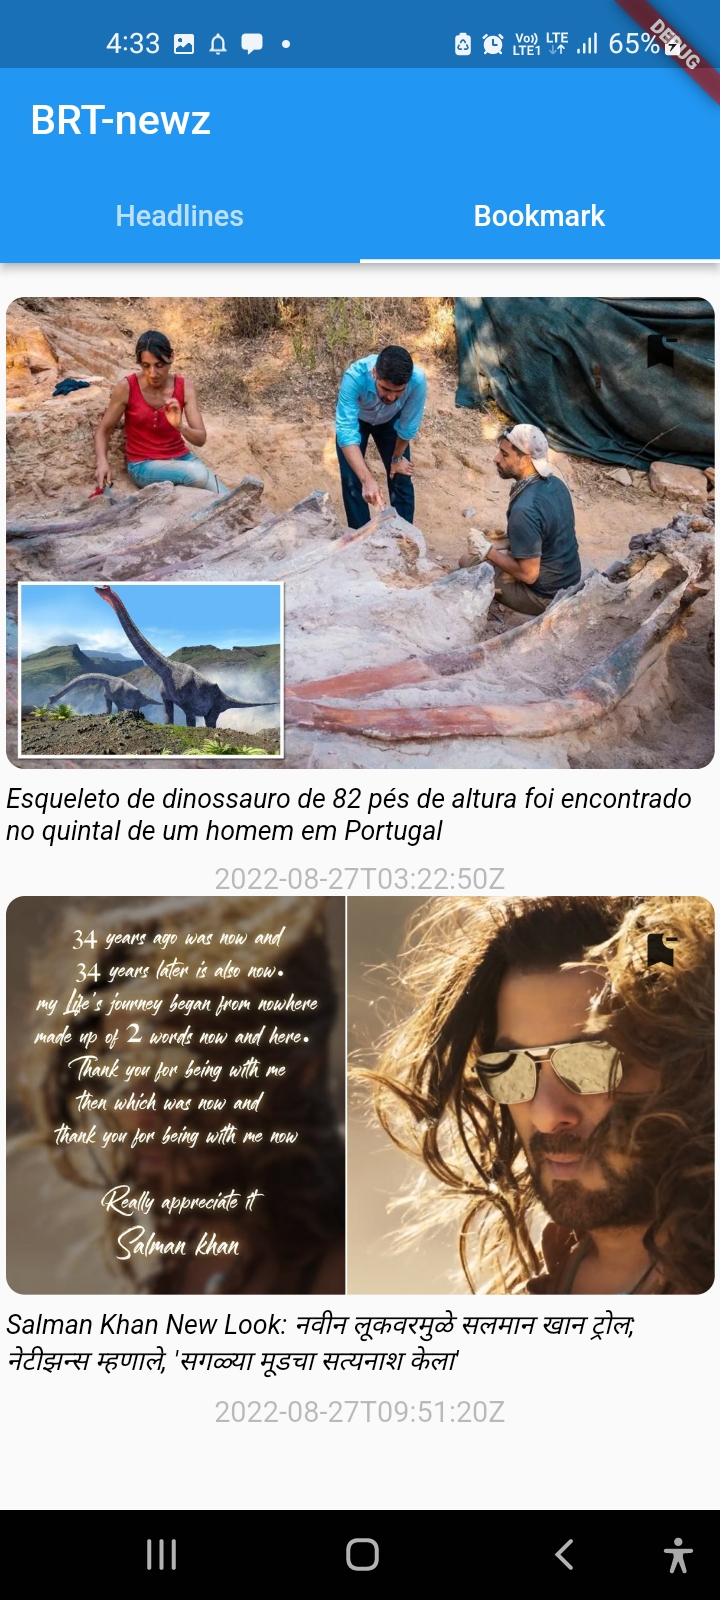 4:33
Vo)) LTE
LTE1
65%
DEBUG
BRT-newz
Headlines
Bookmark
Esqueleto de dinossauro de 82 pés de altura foi encontrado
no quintal de um homem em Portugal
2022-08-27T03:22:50Z
34 years ago was now and
34 years later is also now.
my Life's journey began from nowhere
made up of 2 words now and here.
Thank you for being with me
then which was now and
thank you for being with me now
Really appreciate it
Salman khan
Salman Khan New Look: नवीन लूकवरमुळे सलमान खान ट्रोल;
नेटीझन्स म्हणाले, 'सगळ्या मूडचा सत्यनाश केला'
2022-08-27T09:51:20Z